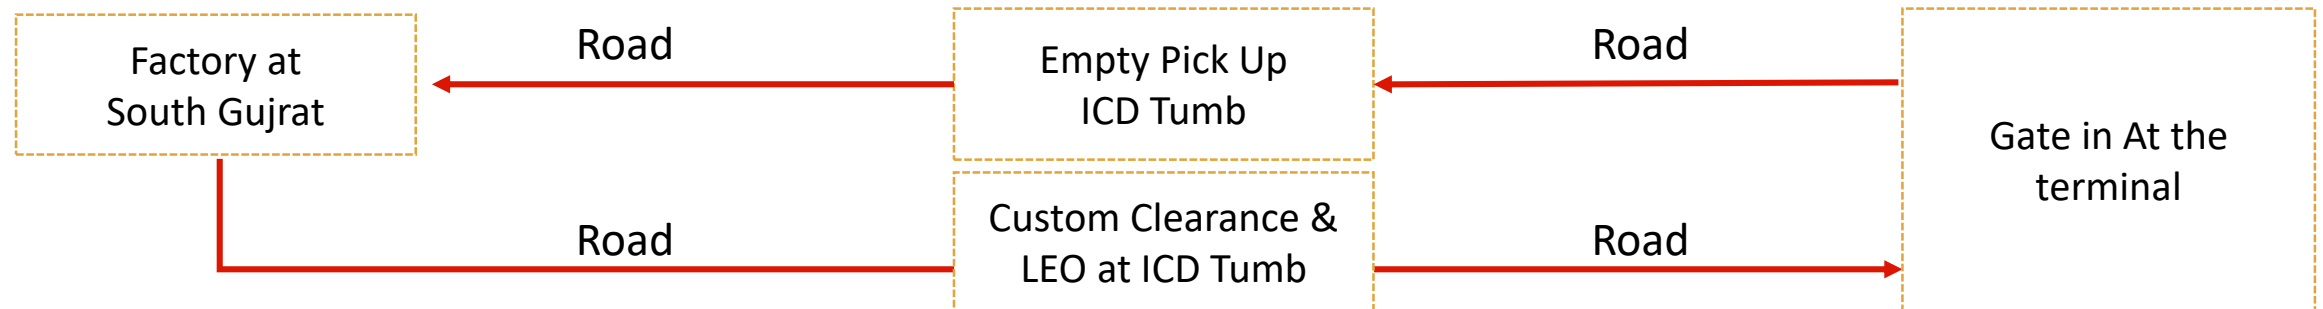 Factory at
South Gujrat
Road
Empty Pick Up
ICD Tumb
Road
Gate in At the
terminal
Road
Custom Clearance &
LEO at ICD Tumb
Road